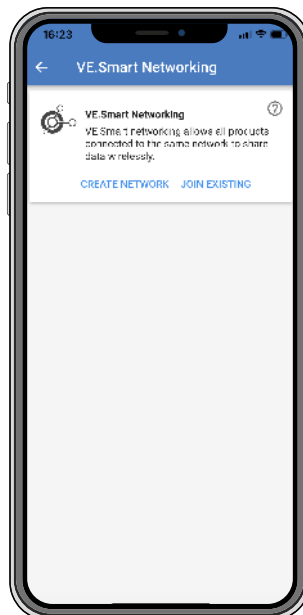 16:23
VE.Smart Networking
VE.Smart Networking
VE.Smart networking allows all products
connected to the same network to share
data wirelessly.
CREATE NETWORK JOIN EXISTING